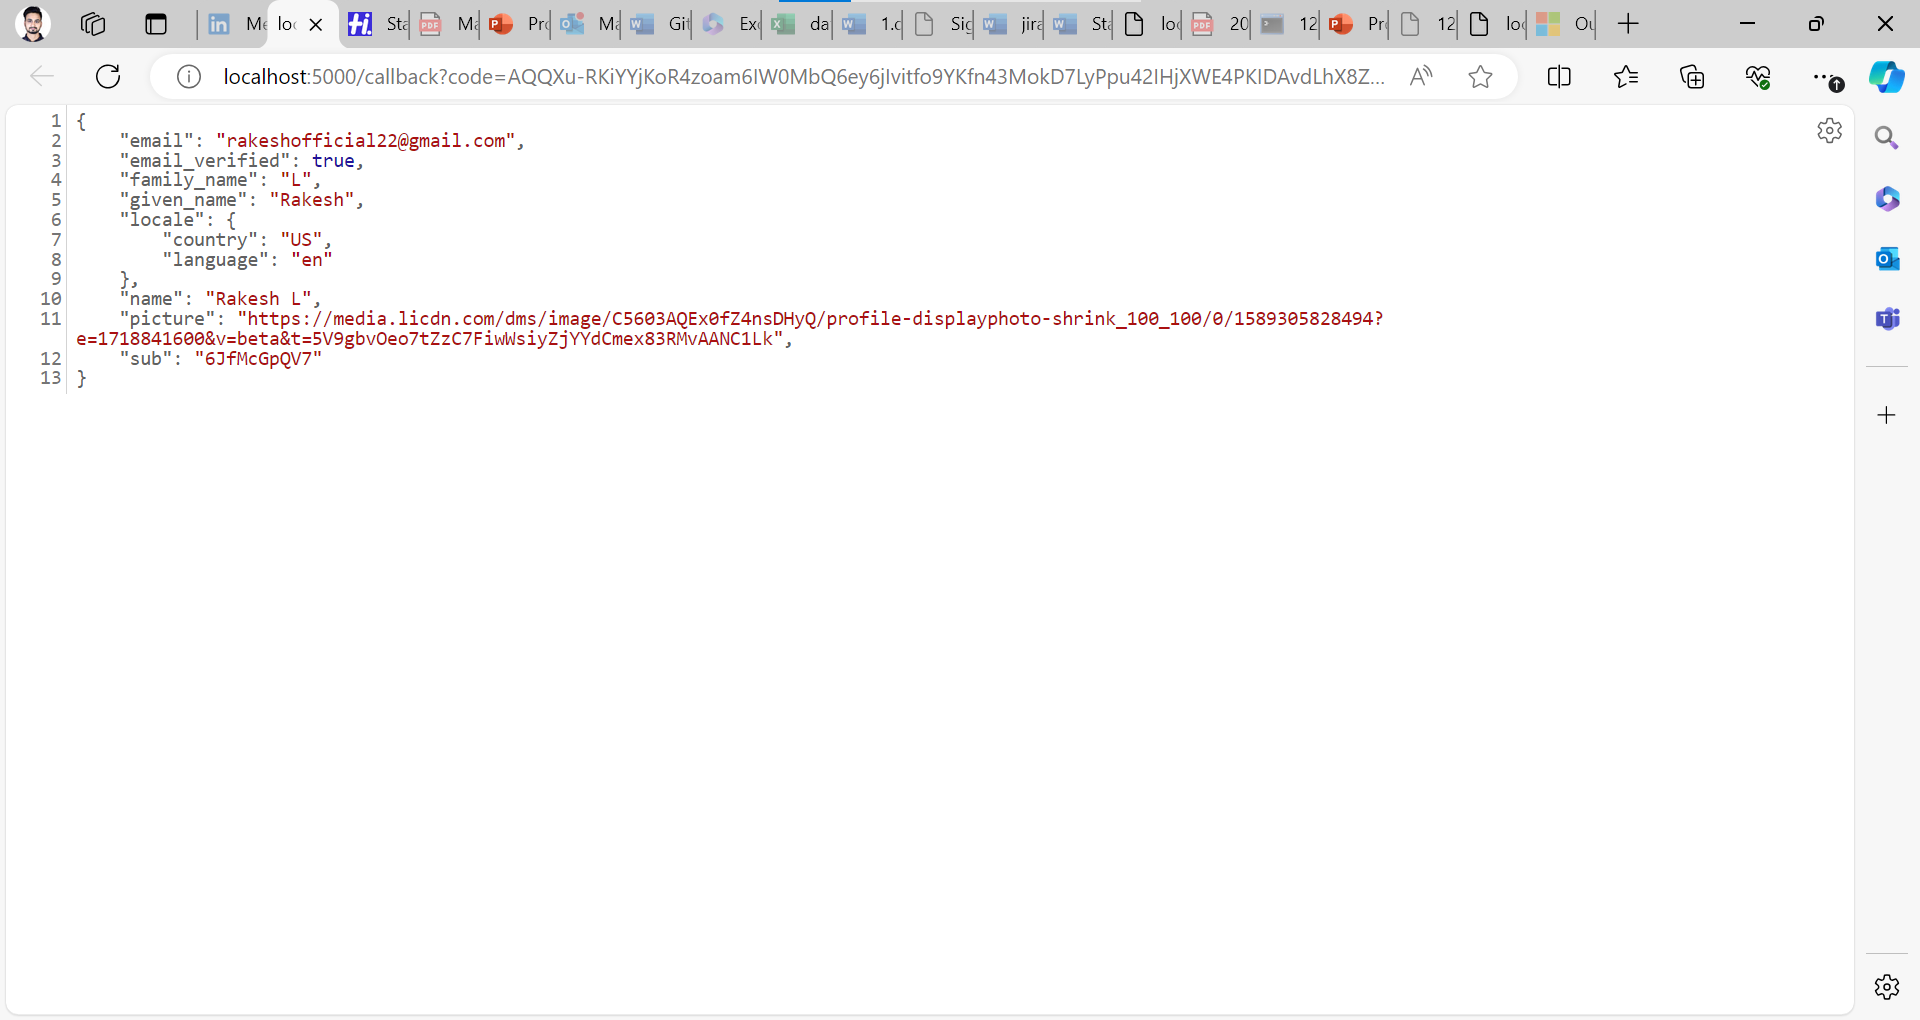 Me lo Sta Ma Pro Ma Git Exc da 1.c Sig jira Sta loc 20 12 Pr 12 loc Ou
localhost:5000/callback?code=AQQXu-RKiYYjKoR4zoam6IW0MbQ6ey6jIvitfo9YKfn43MokD7LyPpu42IHjXWE4PKIDAvdLhX8Z...
1 {
2 "email": "rakeshofficial22@gmail.com",
3 "email_verified": true,
4 "family_name": "L",
5 "given_name": "Rakesh",
6 "locale": {
7 "country": "US",
8 "language": "en"
9 },
10 "name": "Rakesh L",
11 "picture": "https://media.licdn.com/dms/image/C5603AQEx0fZ4nsDHyQ/profile-displayphoto-shrink_100_100/0/1589305828494?
e=1718841600&v=beta&t=5V9gbvOeo7tZzC7FiwWsiyZjYYdCmex83RMvAANC1Lk",
12 "sub": "6JfMcGpQV7"
13 }